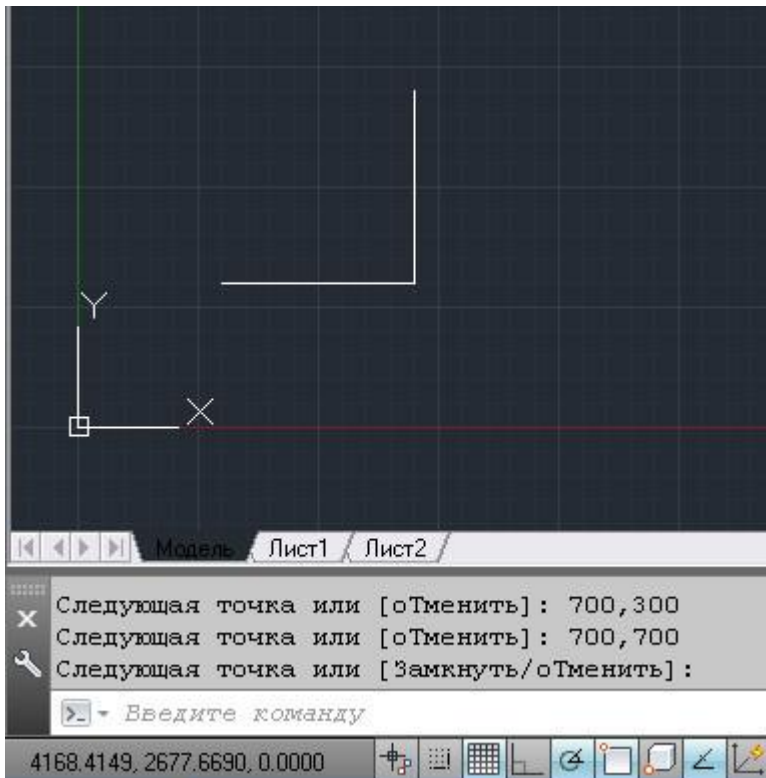 Y
X
Модель Лист1 Лист2
Следующая точка или [оТменить]: 700,300
Следующая точка или [оТменить]: 700,700
Следующая точка или [Замкнуть/оТменить]:
Введите команду
4168.4149, 2677.6690, 0.0000